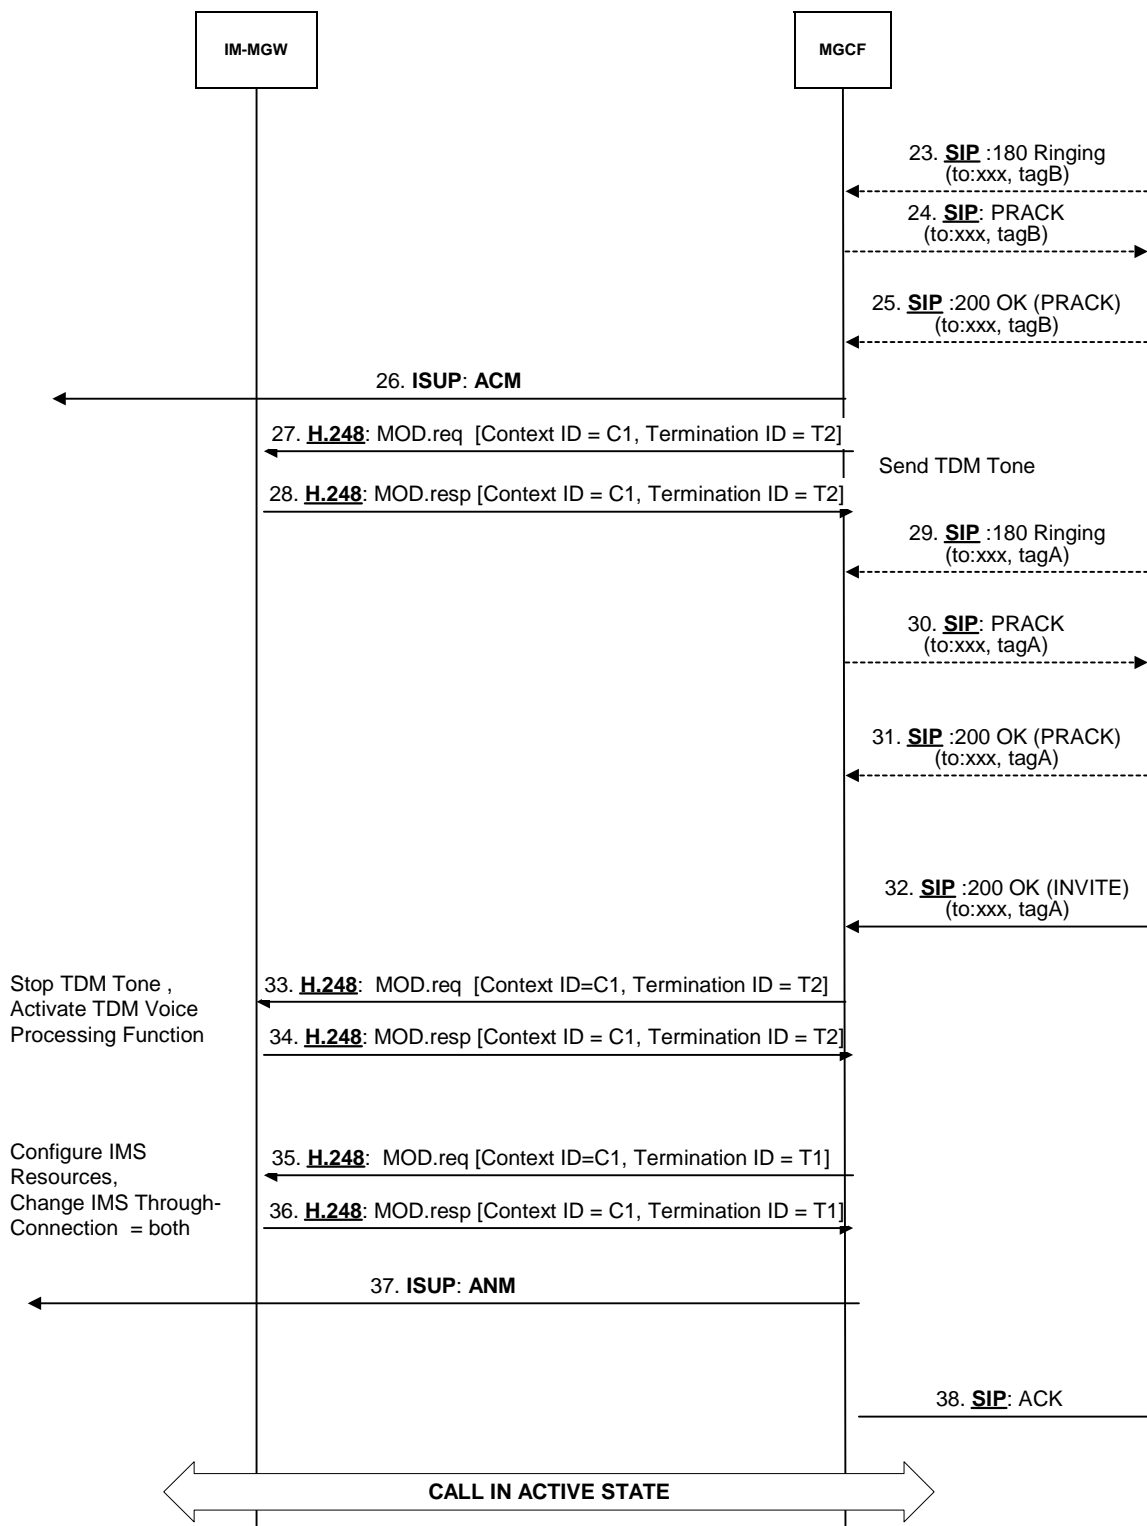 IM-MGW
MGCF
23. SIP :180 Ringing
(to:xxx, tagB)
24. SIP: PRACK
(to:xxx, tagB)
25. SIP :200 OK (PRACK)
(to:xxx, tagB)
26. ISUP: ACM
27. H.248: MOD.req [Context ID = C1, Termination ID = T2]
Send TDM Tone
28. H.248: MOD.resp [Context ID = C1, Termination ID = T2]
29. SIP :180 Ringing
(to:xxx, tagA)
30. SIP: PRACK
(to:xxx, tagA)
31. SIP :200 OK (PRACK)
(to:xxx, tagA)
32. SIP :200 OK (INVITE)
(to:xxx, tagA)
Stop TDM Tone ,
Activate TDM Voice
Processing Function
33. H.248: MOD.req [Context ID=C1, Termination ID = T2]
34. H.248: MOD.resp [Context ID = C1, Termination ID = T2]
Configure IMS
Resources,
Change IMS Through-
Connection = both
35. H.248: MOD.req [Context ID=C1, Termination ID = T1]
36. H.248: MOD.resp [Context ID = C1, Termination ID = T1]
37. ISUP: ANM
38. SIP: ACK
CALL IN ACTIVE STATE